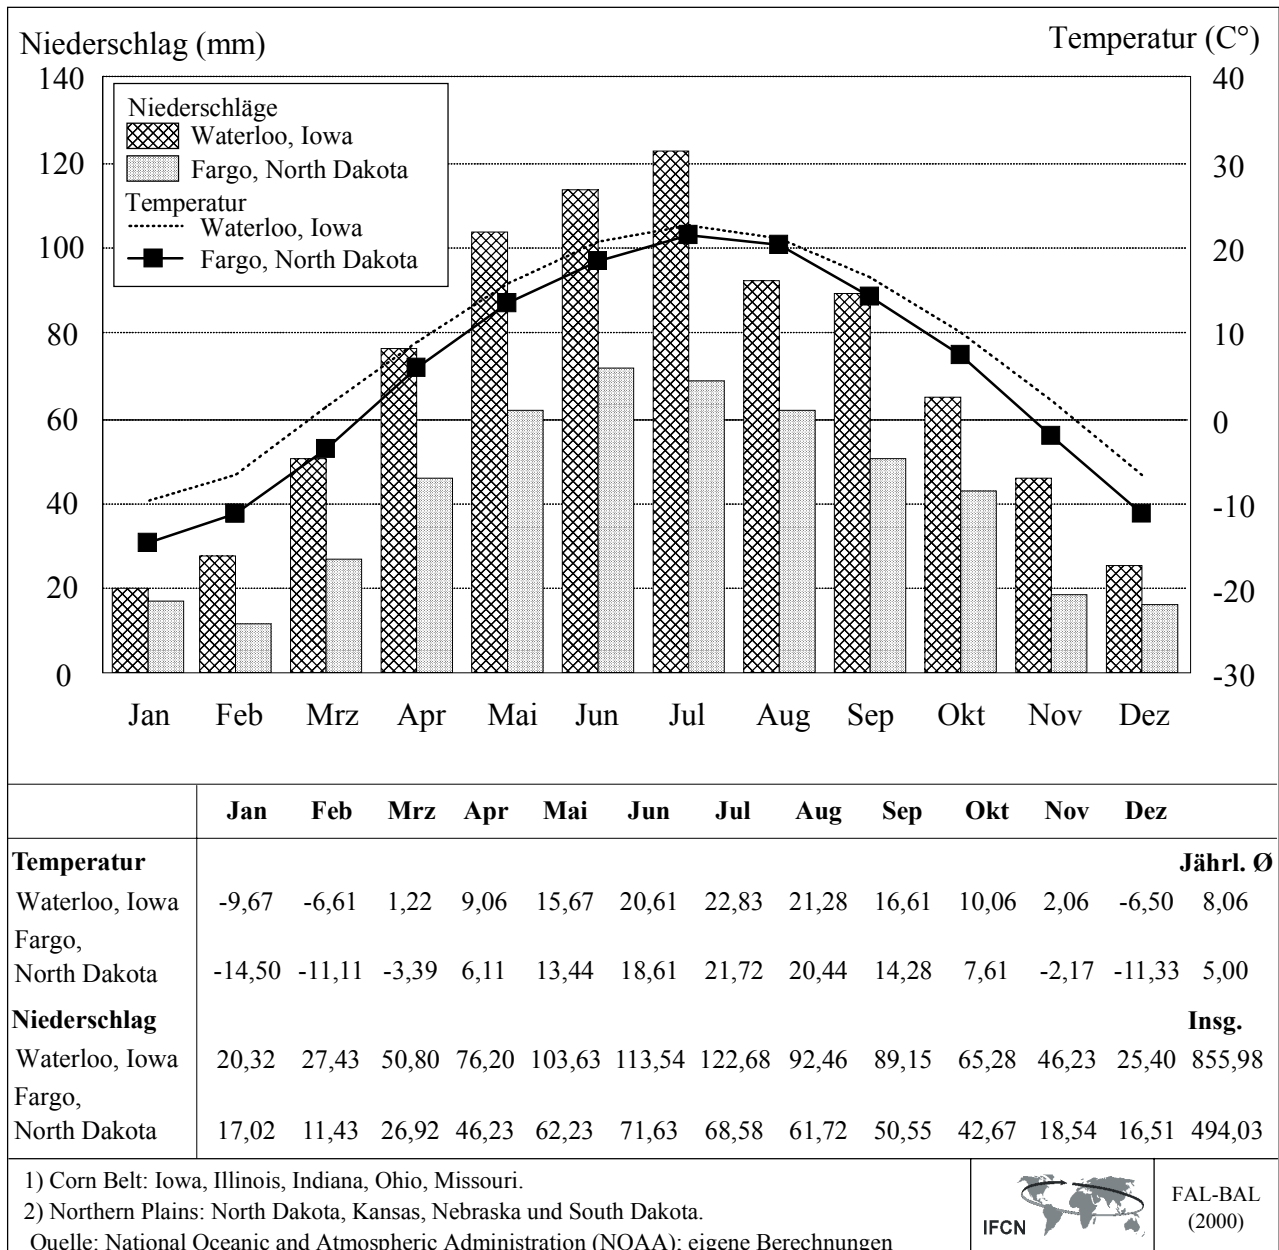 Niederschlag (mm) Temperatur (C°)
140 40
Niederschläge
Waterloo, Iowa
120 30
Fargo, North Dakota
Temperatur
Waterloo, Iowa
100 20
Fargo, North Dakota
80 10
60 0
40 -10
20 -20
0 -30
Jan Feb Mrz Apr Mai Jun Jul Aug Sep Okt Nov Dez
Jan Feb Mrz Apr Mai Jun Jul Aug Sep Okt Nov Dez
Temperatur Jährl. Ø
Waterloo, Iowa -9,67 -6,61 1,22 9,06 15,67 20,61 22,83 21,28 16,61 10,06 2,06 -6,50 8,06
Fargo,
North Dakota -14,50 -11,11 -3,39 6,11 13,44 18,61 21,72 20,44 14,28 7,61 -2,17 -11,33 5,00
Niederschlag Insg.
Waterloo, Iowa 20,32 27,43 50,80 76,20 103,63 113,54 122,68 92,46 89,15 65,28 46,23 25,40 855,98
Fargo,
North Dakota 17,02 11,43 26,92 46,23 62,23 71,63 68,58 61,72 50,55 42,67 18,54 16,51 494,03
1) Corn Belt: Iowa, Illinois, Indiana, Ohio, Missouri.
2) Northern Plains: North Dakota, Kansas, Nebraska und South Dakota.
Quelle: National Oceanic and Atmospheric Administration (NOAA); eigene Berechnungen
IFCN
FAL-BAL
(2000)